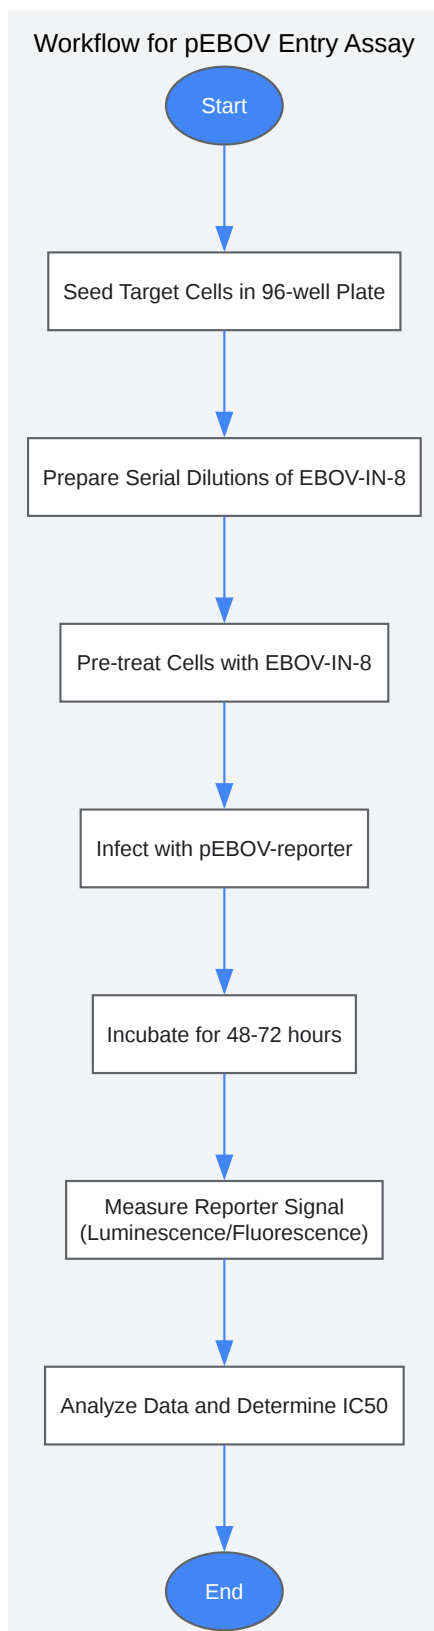 Workflow for pEBOV Entry Assay
Start
Seed Target Cells in 96-well Plate
Prepare Serial Dilutions of EBOV-IN-8
Pre-treat Cells with EBOV-IN-8
Infect with pEBOV-reporter
Incubate for 48-72 hours
Measure Reporter Signal
(Luminescence/Fluorescence)
Analyze Data and Determine IC50
End